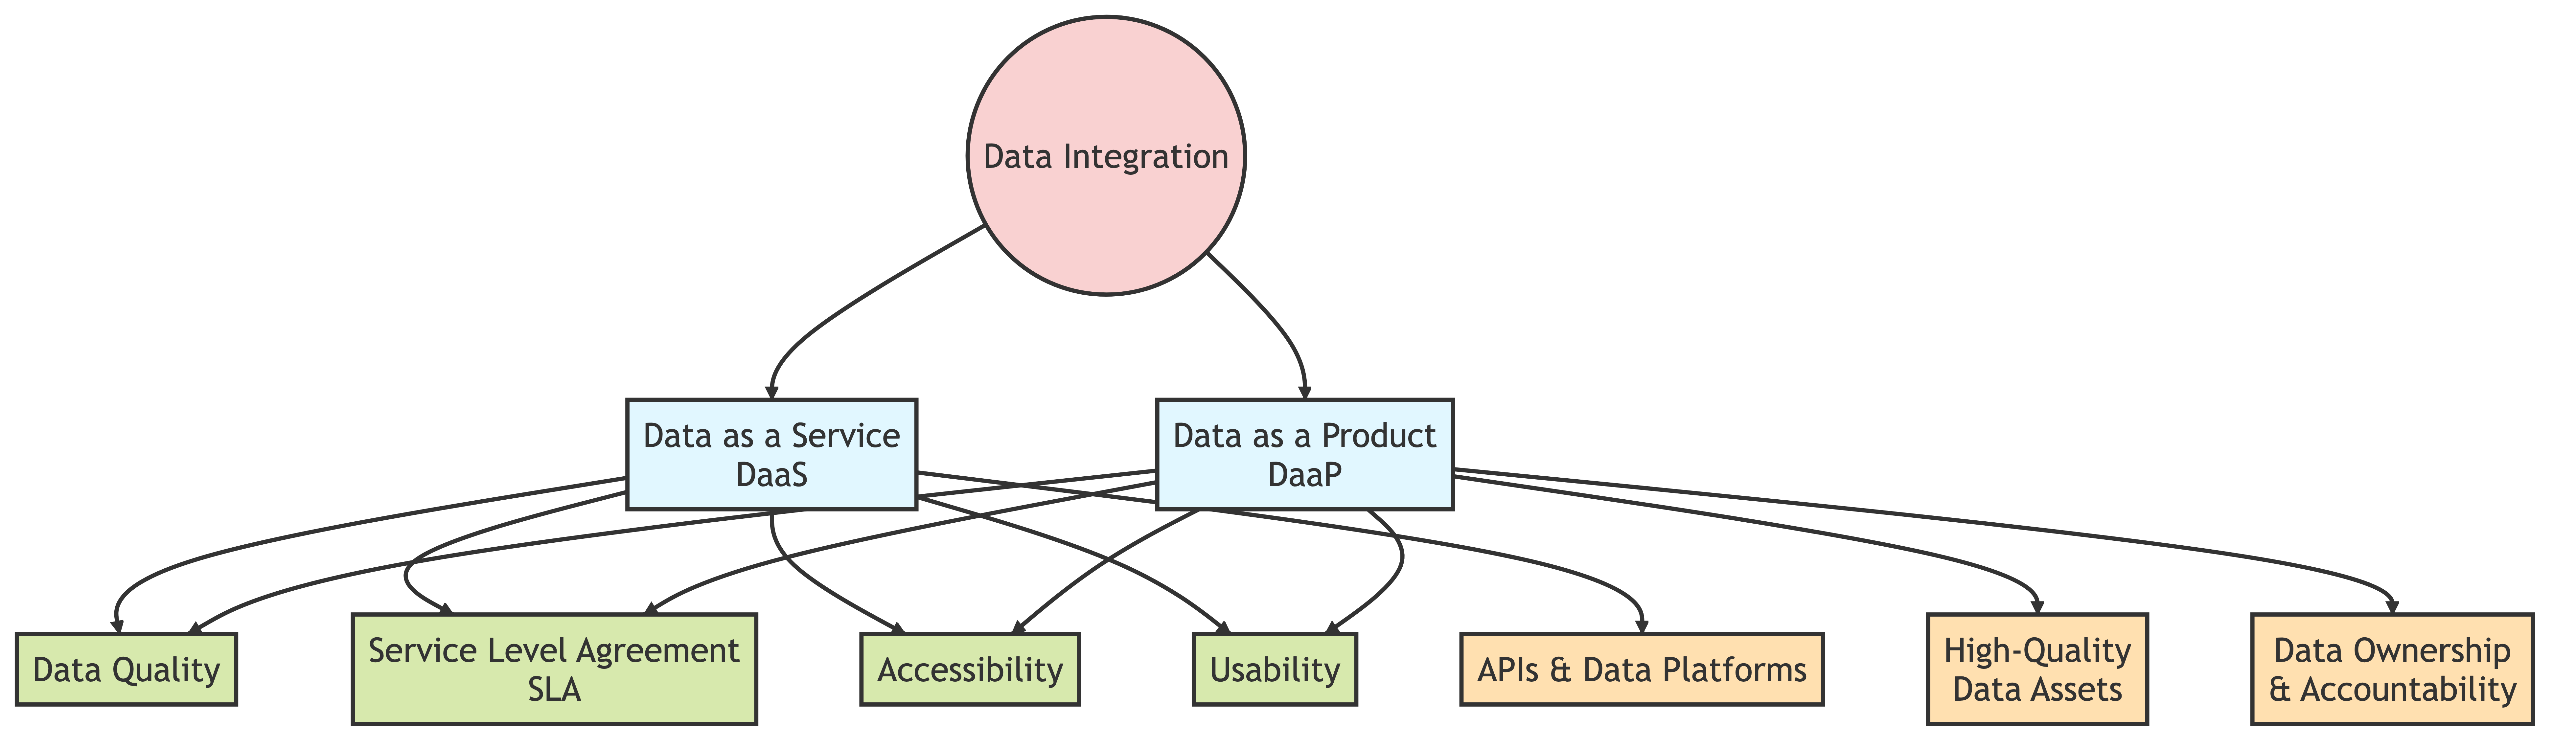 Data Integration
Data as a Service
DaaS
Data as a Product
DaaP
Data Quality
Service Level Agreement
SLA
Accessibility
Usability
APIs & Data Platforms
High-Quality
Data Assets
Data Ownership
& Accountability